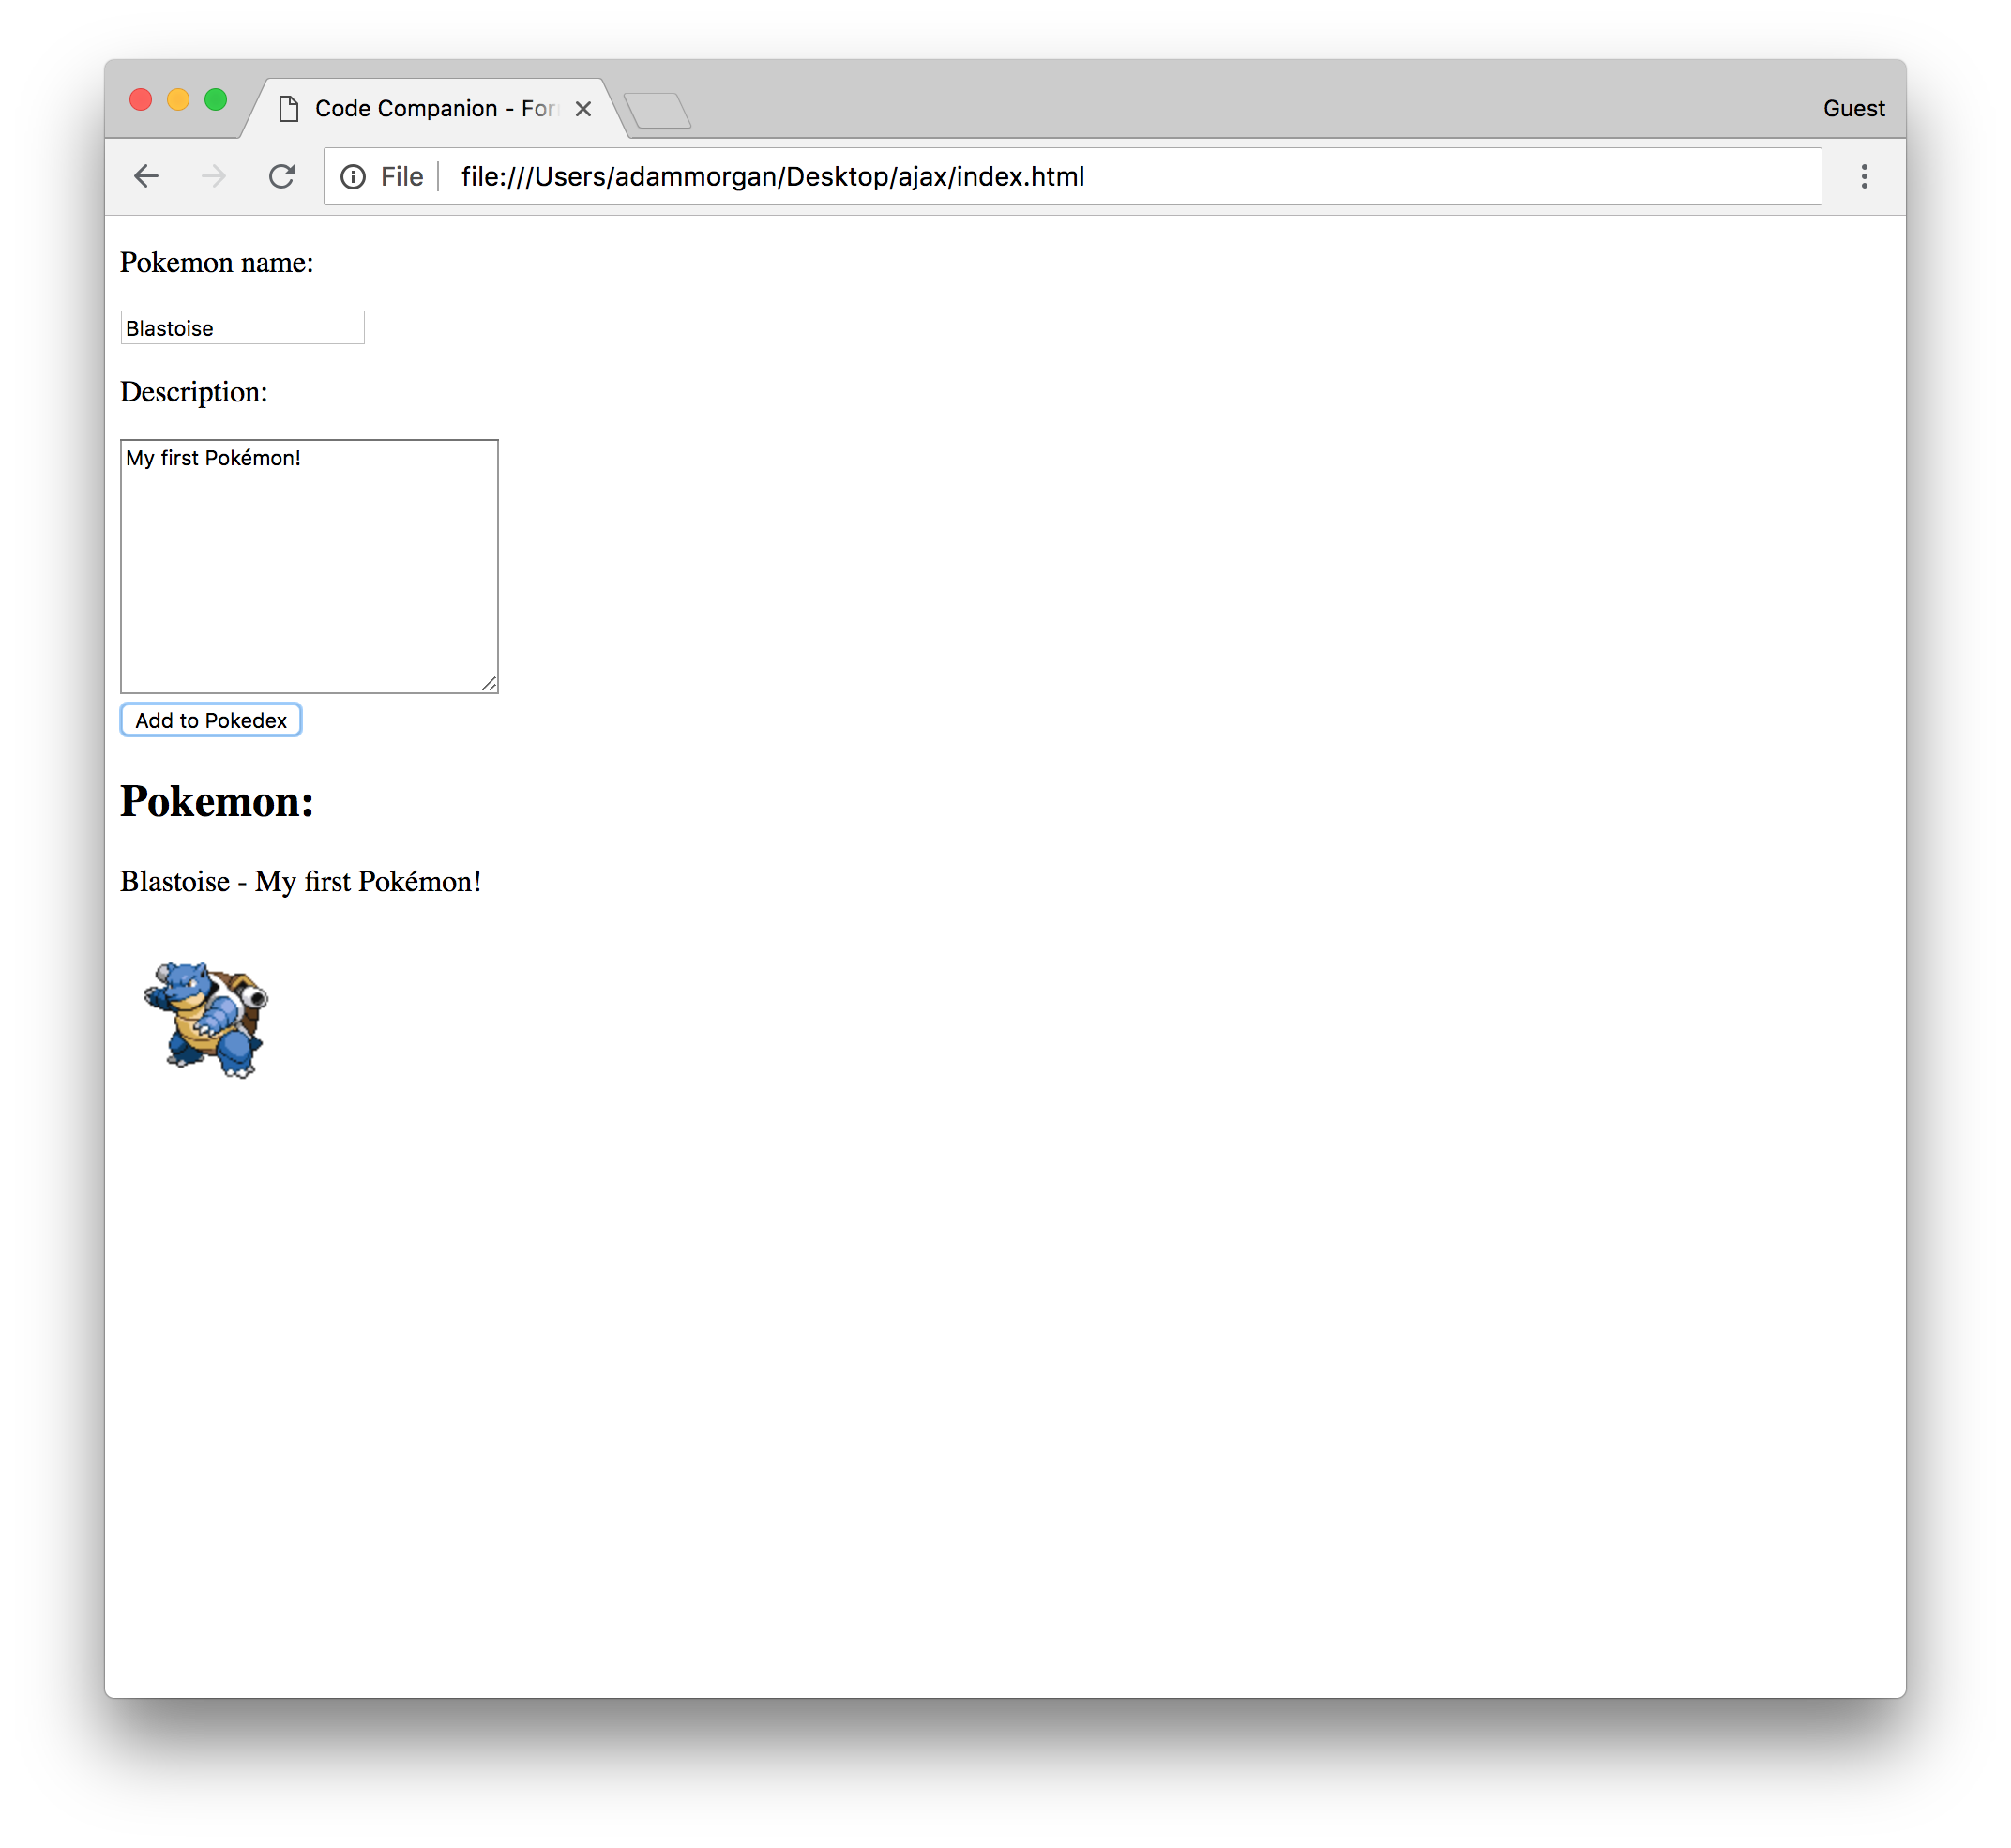 Code Companion - For
Guest
File
file:///Users/adammorgan/Desktop/ajax/index.html
Pokemon name:
Blastoise
Description:
My first Pokémon!
Add to Pokedex
Pokemon:
Blastoise - My first Pokémon!